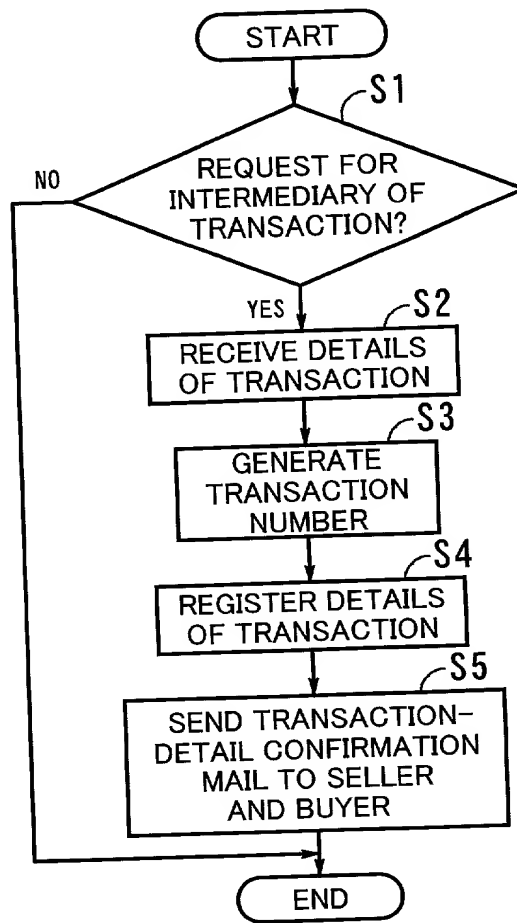 START
S1
REQUEST FOR
INTERMEDIARY OF
TRANSACTION?
NO
YES
S2
RECEIVE DETAILS
OF TRANSACTION
S3
GENERATE
TRANSACTION
NUMBER
S4
REGISTER DETAILS
OF TRANSACTION
S5
SEND TRANSACTION-
DETAIL CONFIRMATION
MAIL TO SELLER
AND BUYER
END